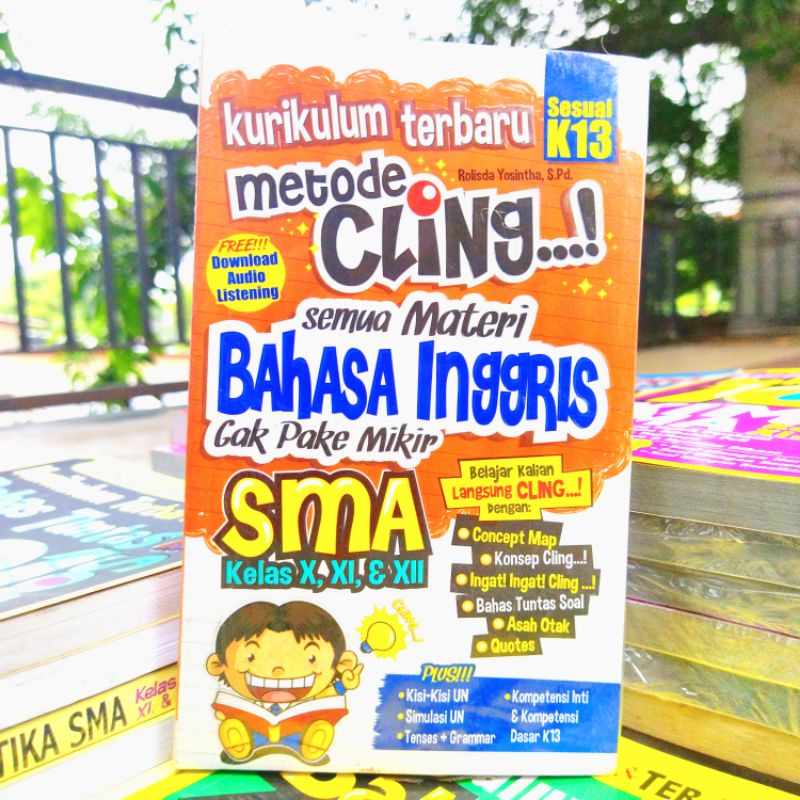 kurikulum terbaru
Sesuai
K13
Rolisda Yosintha, S.Pd.
metode
CLING...!
FREE!!!
Download
Audio
Listening
semua Materi
BAHASA INGGRIS
Gak Pake Mikir
SMA
Kelas X, XI, & XII
Belajar Kalian
Langsung CLING...!
Dengan:
• Concept Map
• Konsep Cling...!
• Ingat! Ingat! Cling ...!
• Bahas Tuntas Soal
• Asah Otak
• Quotes
CLING...!
PLUS!!!
• Kisi-Kisi UN
• Simulasi UN
• Tenses + Grammar
• Kompetensi Inti
& Kompetensi
Dasar K13
TIKA SMA
Kelas
XI, &
TER